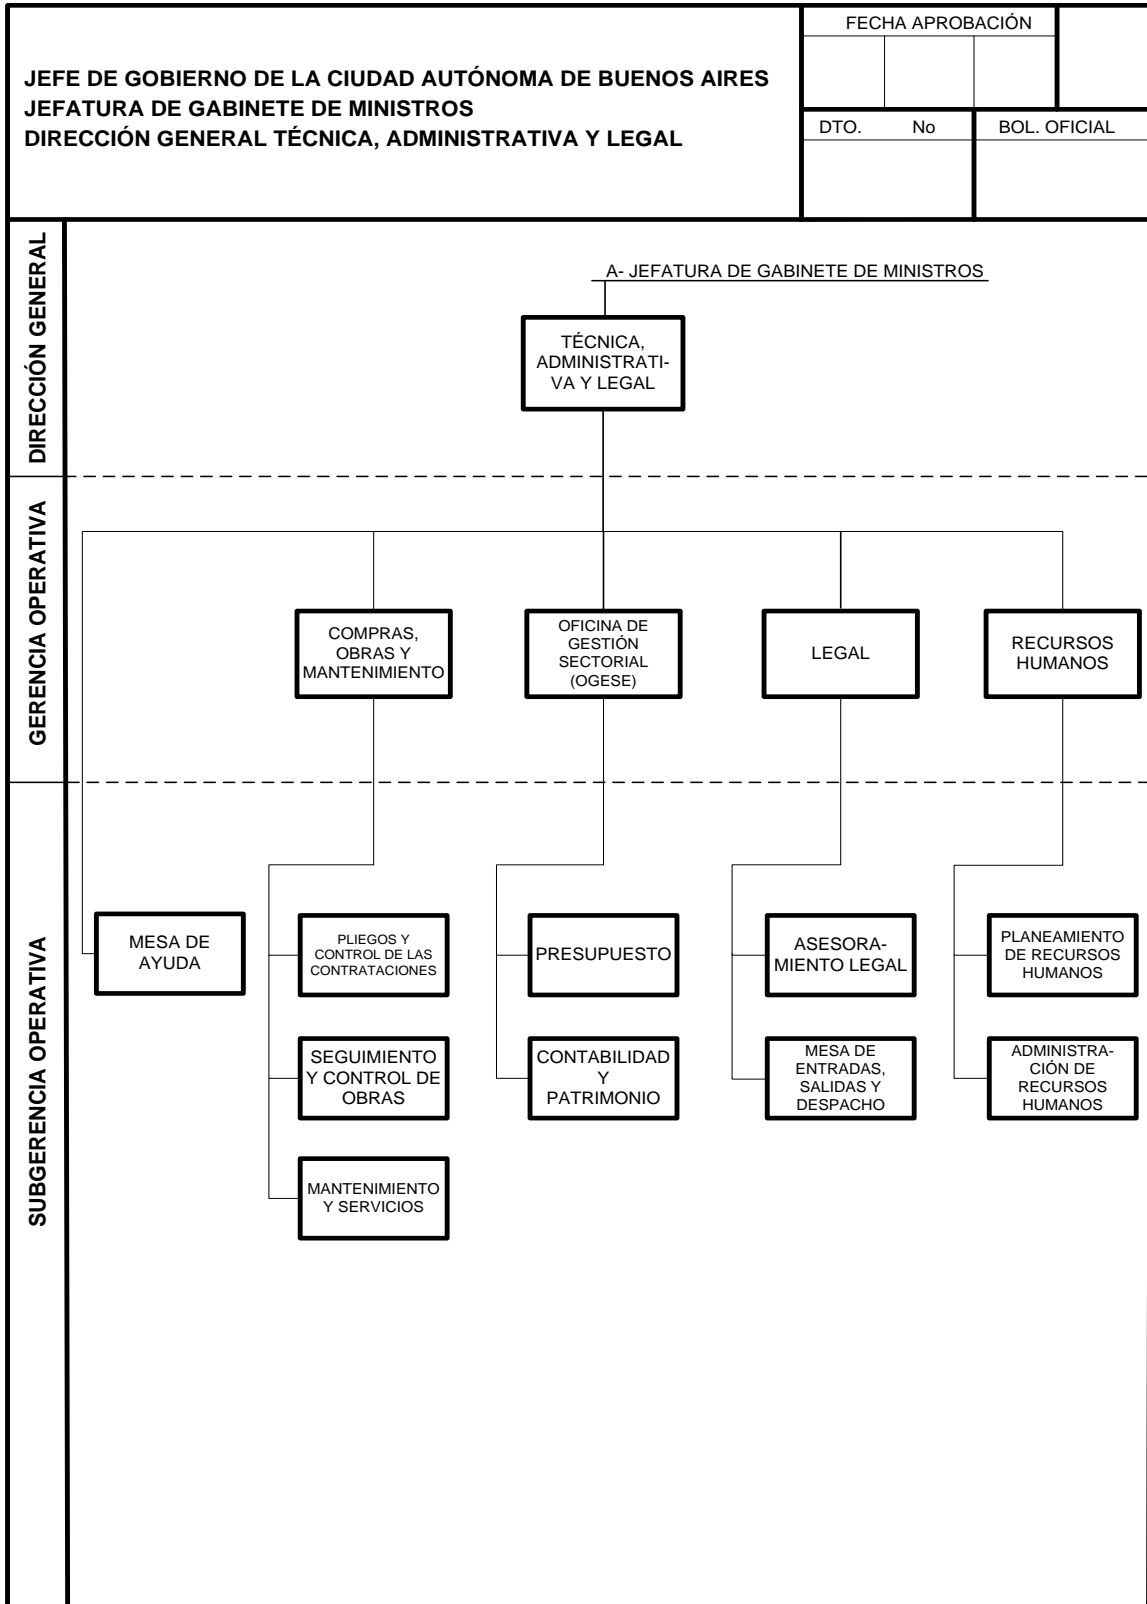 JEFE DE GOBIERNO DE LA CIUDAD AUTÓNOMA DE BUENOS AIRES
JEFATURA DE GABINETE DE MINISTROS
DIRECCIÓN GENERAL TÉCNICA, ADMINISTRATIVA Y LEGAL
FECHA APROBACIÓN
DTO. No
BOL. OFICIAL
DIRECCIÓN GENERAL
A- JEFATURA DE GABINETE DE MINISTROS
TÉCNICA,
ADMINISTRATI-
VA Y LEGAL
GERENCIA OPERATIVA
COMPRAS,
OBRAS Y
MANTENIMIENTO
OFICINA DE
GESTIÓN
SECTORIAL
(OGESE)
LEGAL
RECURSOS
HUMANOS
SUBGERENCIA OPERATIVA
MESA DE
AYUDA
PLIEGOS Y
CONTROL DE LAS
CONTRATACIONES
PRESUPUESTO
ASESORA-
MIENTO LEGAL
PLANEAMIENTO
DE RECURSOS
HUMANOS
SEGUIMIENTO
Y CONTROL DE
OBRAS
CONTABILIDAD
Y
PATRIMONIO
MESA DE
ENTRADAS,
SALIDAS Y
DESPACHO
ADMINISTRA-
CIÓN DE
RECURSOS
HUMANOS
MANTENIMIENTO
Y SERVICIOS